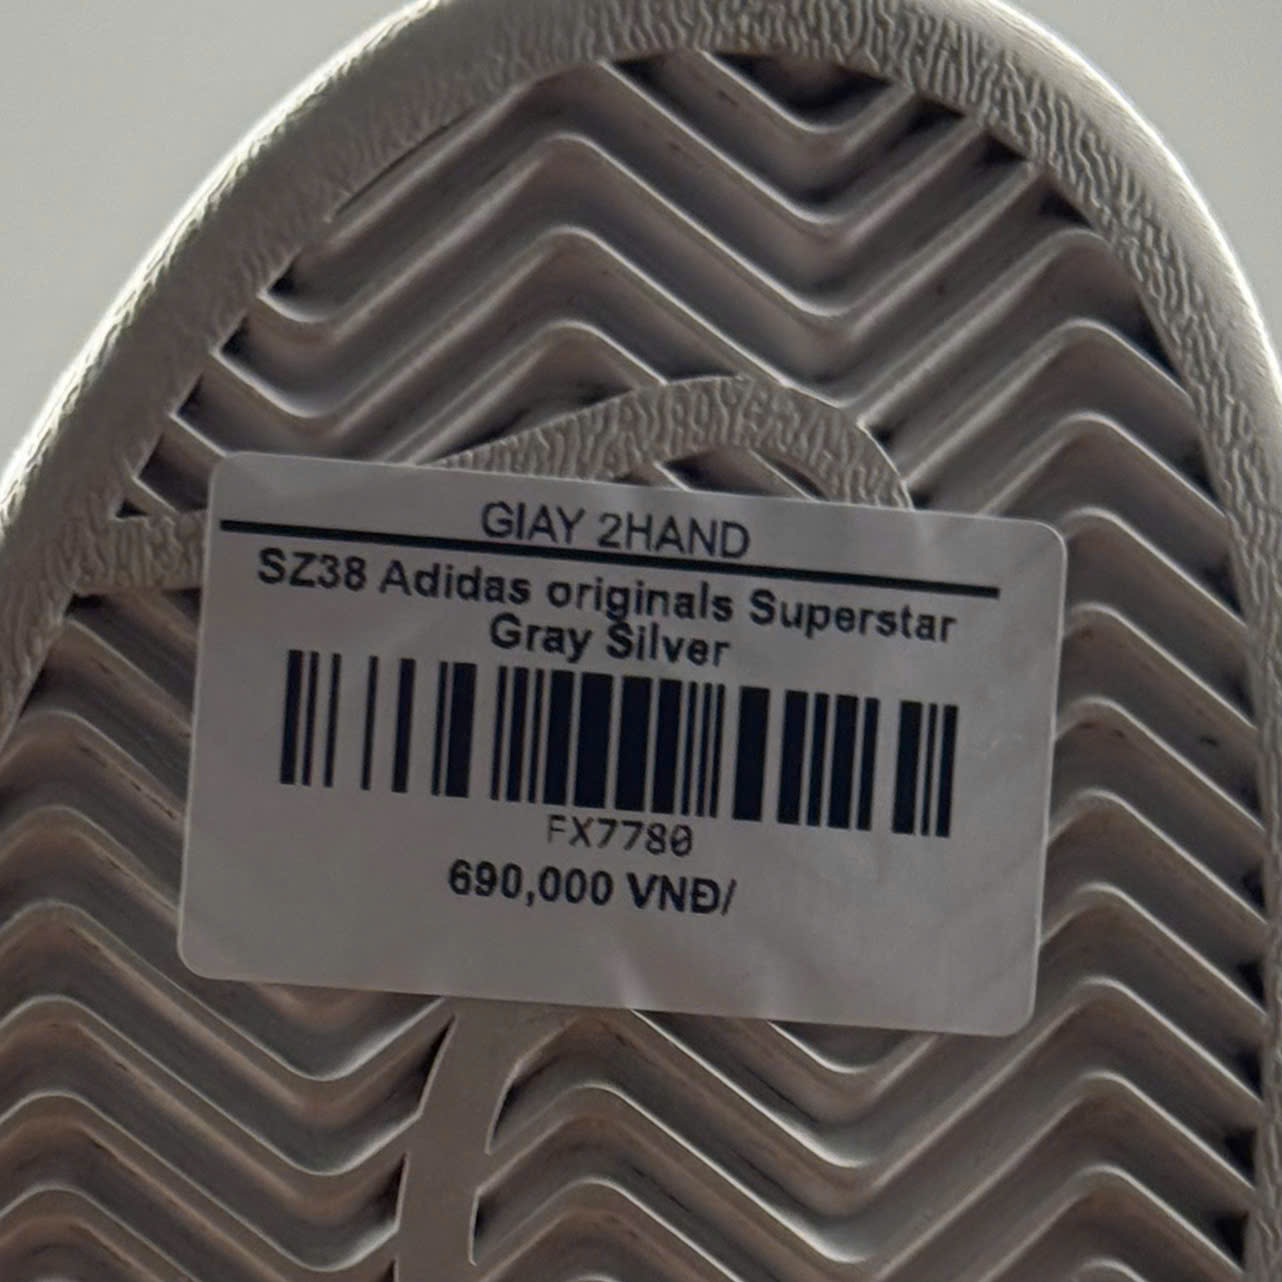 GIAY 2HAND
SZ38 Adidas originals Superstar
Gray Silver
FX7780
690,000 VNĐ/